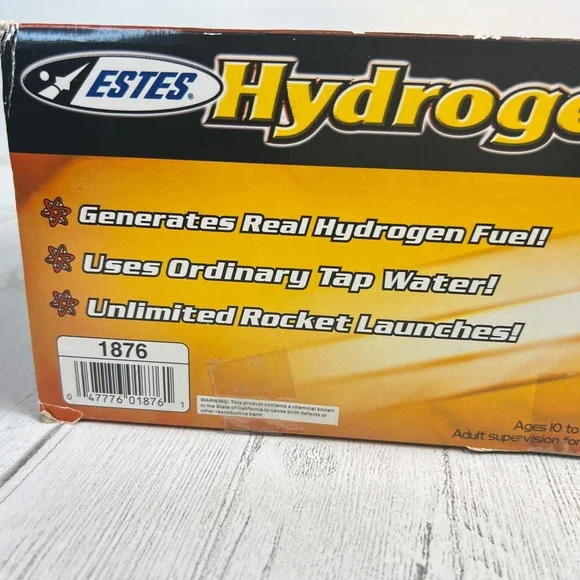 ESTES® Hydroge
Generates Real Hydrogen Fuel!
Uses Ordinary Tap Water!
Unlimited Rocket Launches!
1876
0 47776 01876 1
WARNING: This product contains a chemical known
to the State of California to cause birth defects or
other reproductive harm.
Ages 10 to
Adult supervision for